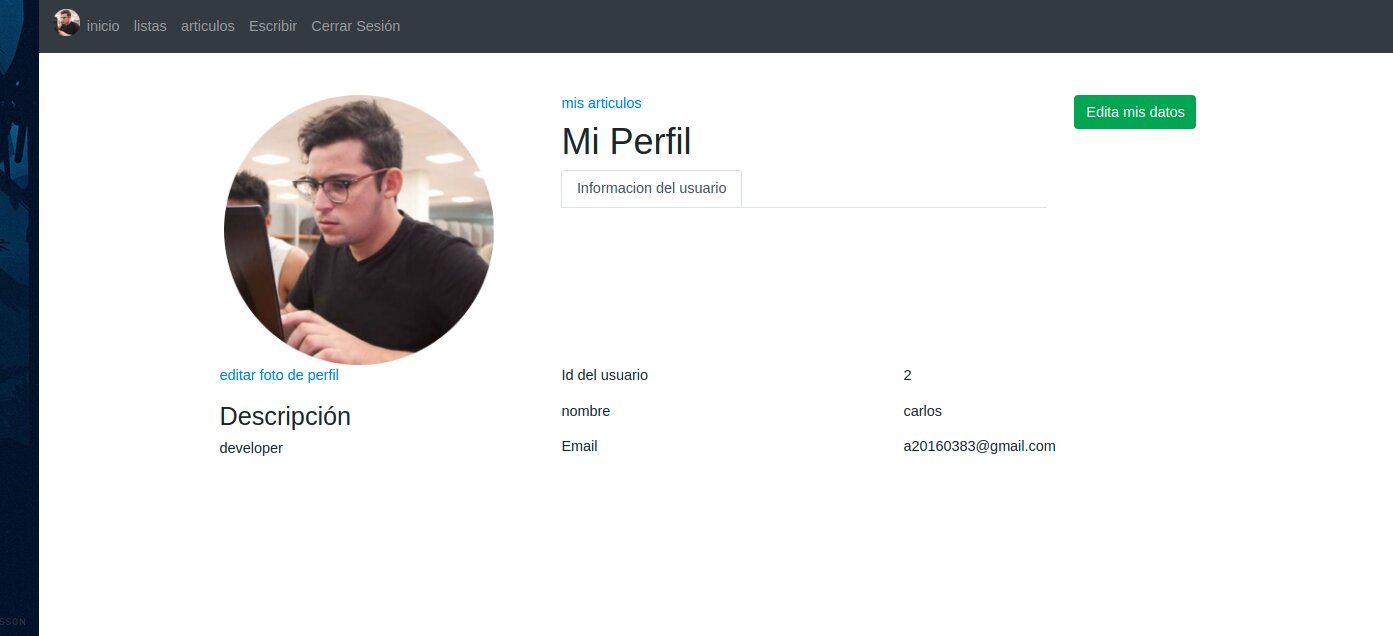 inicio listas articulos Escribir Cerrar Sesión
mis articulos
Edita mis datos
Mi Perfil
Informacion del usuario
editar foto de perfil
Id del usuario 2
Descripción
nombre carlos
developer
Email a20160383@gmail.com
SSON